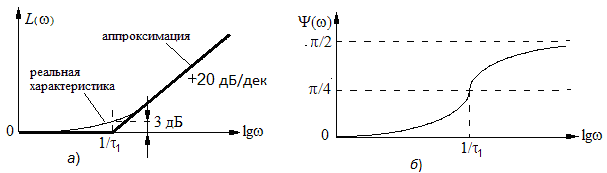 L(ω)
аппроксимация
реальная
характеристика
+20 дБ/дек
3 дБ
0
1/τ₁
lgω
а)
Ψ(ω)
π/2
π/4
0
1/τ₁
lgω
б)